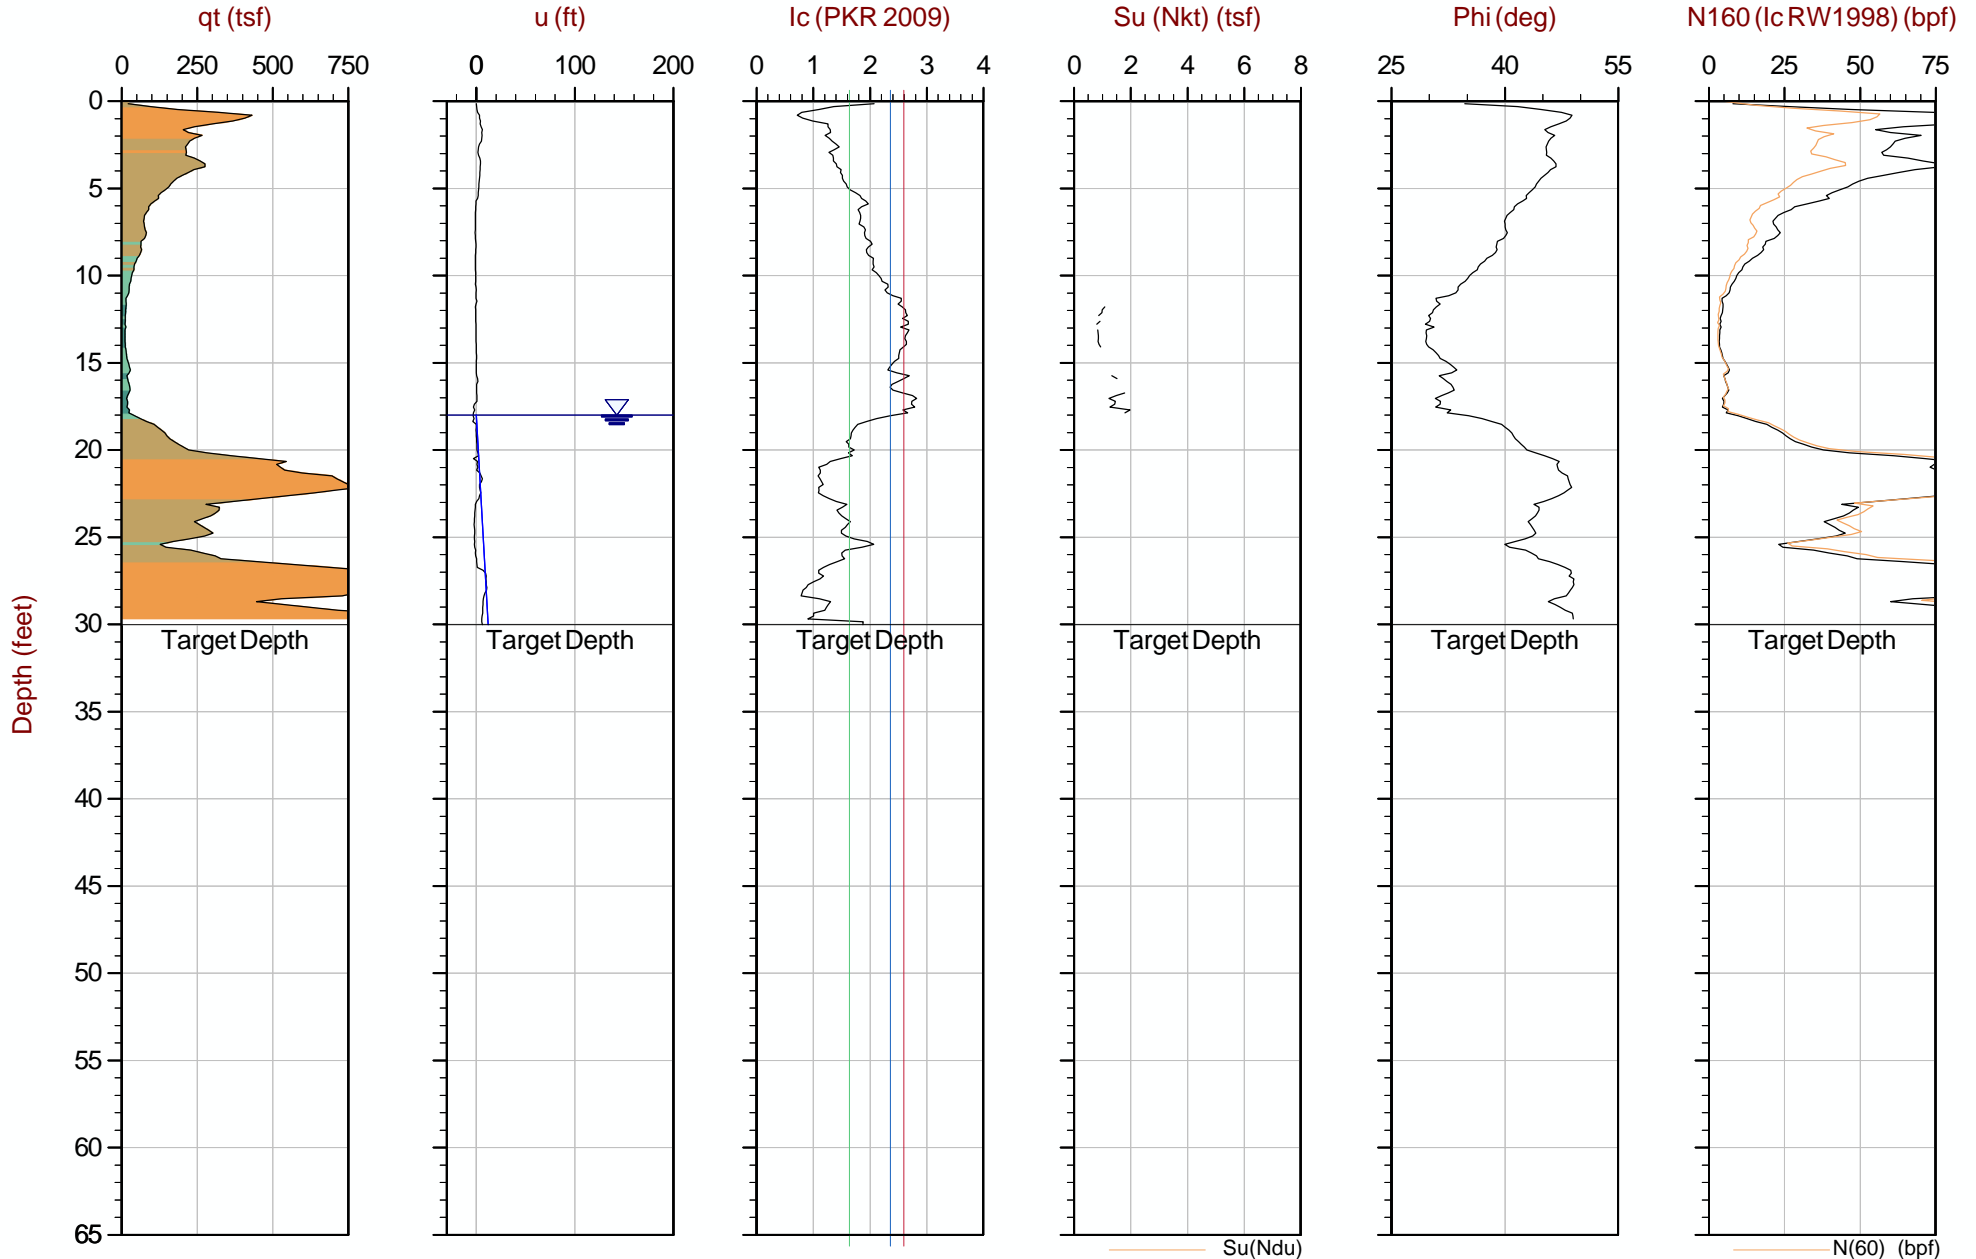 qt (tsf) u (ft) Ic (PKR 2009) Su (Nkt) (tsf) Phi (deg) N160 (Ic RW1998) (bpf)
0 250 500 750 0 100 200 0 1 2 3 4 0 2 4 6 8 25 40 55 0 25 50 75
0
5
10
15
20
25
30
Target Depth Target Depth Target Depth Target Depth Target Depth Target Depth
Depth (feet)
35
40
45
50
55
60
65
Su(Ndu) N(60) (bpf)